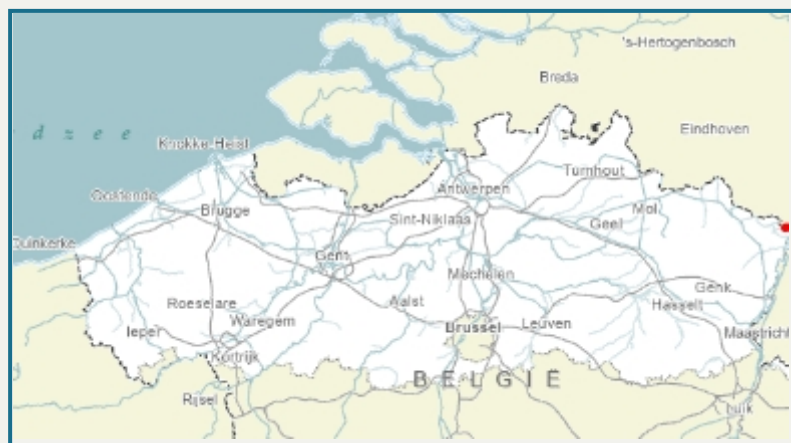 's-Hertogenbosch
Breda
d z e e
Eindhoven
Knokke-Heist
Turnhout
Antwerpen
Oostende
Mol
Brugge
Sint-Niklaas
Geel
Duinkerke
Gent
Mechelen
Genk
Roeselare
Aalst
Hasselt
Waregem
Brussel
Leuven
Ieper
Maastricht
Kortrijk
BELGIË
Rijsel
Luik